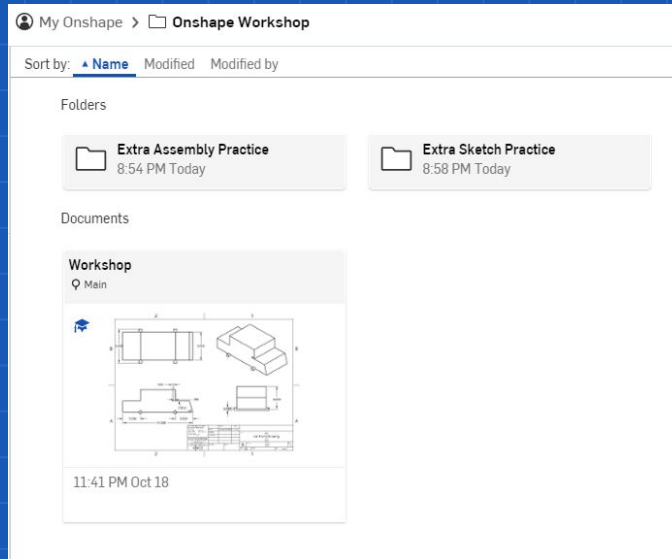 My Onshape > Onshape Workshop
Sort by: ▲ Name Modified Modified by
Folders
Extra Assembly Practice
8:54 PM Today
Extra Sketch Practice
8:58 PM Today
Documents
Workshop
Main
11:41 PM Oct 18